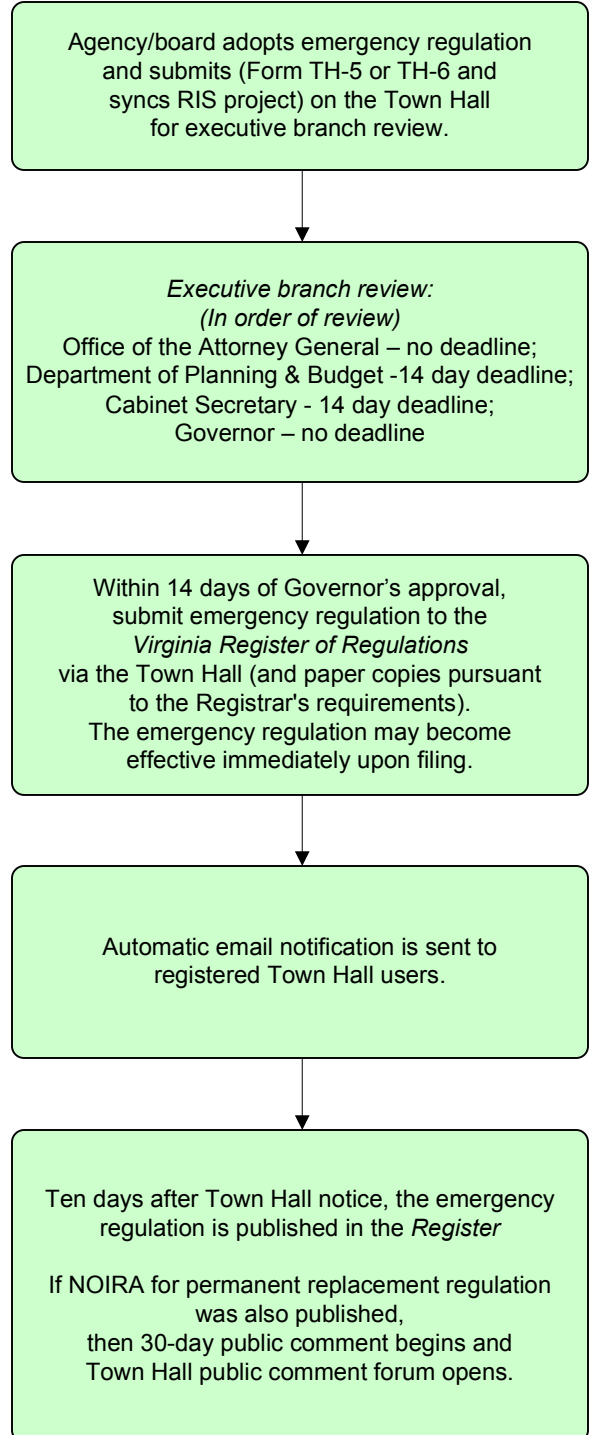 Agency/board adopts emergency regulation
and submits (Form TH-5 or TH-6 and
syncs RIS project) on the Town Hall
for executive branch review.
Executive branch review:
(In order of review)
Office of the Attorney General – no deadline;
Department of Planning & Budget -14 day deadline;
Cabinet Secretary - 14 day deadline;
Governor – no deadline
Within 14 days of Governor’s approval,
submit emergency regulation to the
Virginia Register of Regulations
via the Town Hall (and paper copies pursuant
to the Registrar's requirements).
The emergency regulation may become
effective immediately upon filing.
Automatic email notification is sent to
registered Town Hall users.
Ten days after Town Hall notice, the emergency
regulation is published in the Register
If NOIRA for permanent replacement regulation
was also published,
then 30-day public comment begins and
Town Hall public comment forum opens.